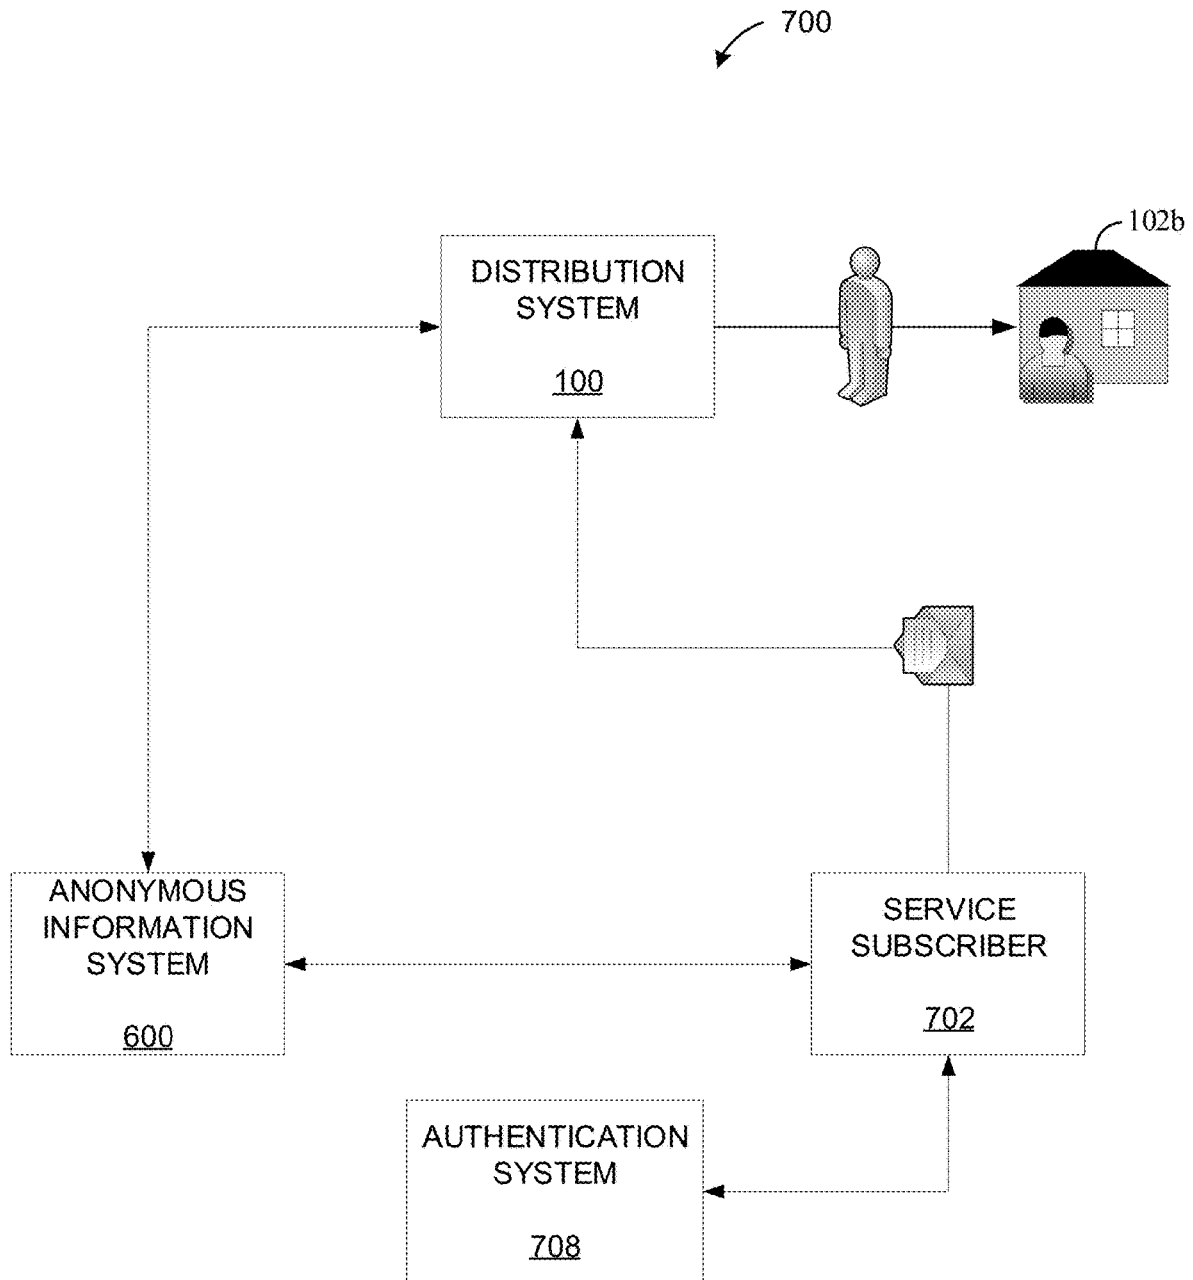 700
102b
DISTRIBUTION
SYSTEM
100
ANONYMOUS
INFORMATION
SYSTEM
600
SERVICE
SUBSCRIBER
702
AUTHENTICATION
SYSTEM
708